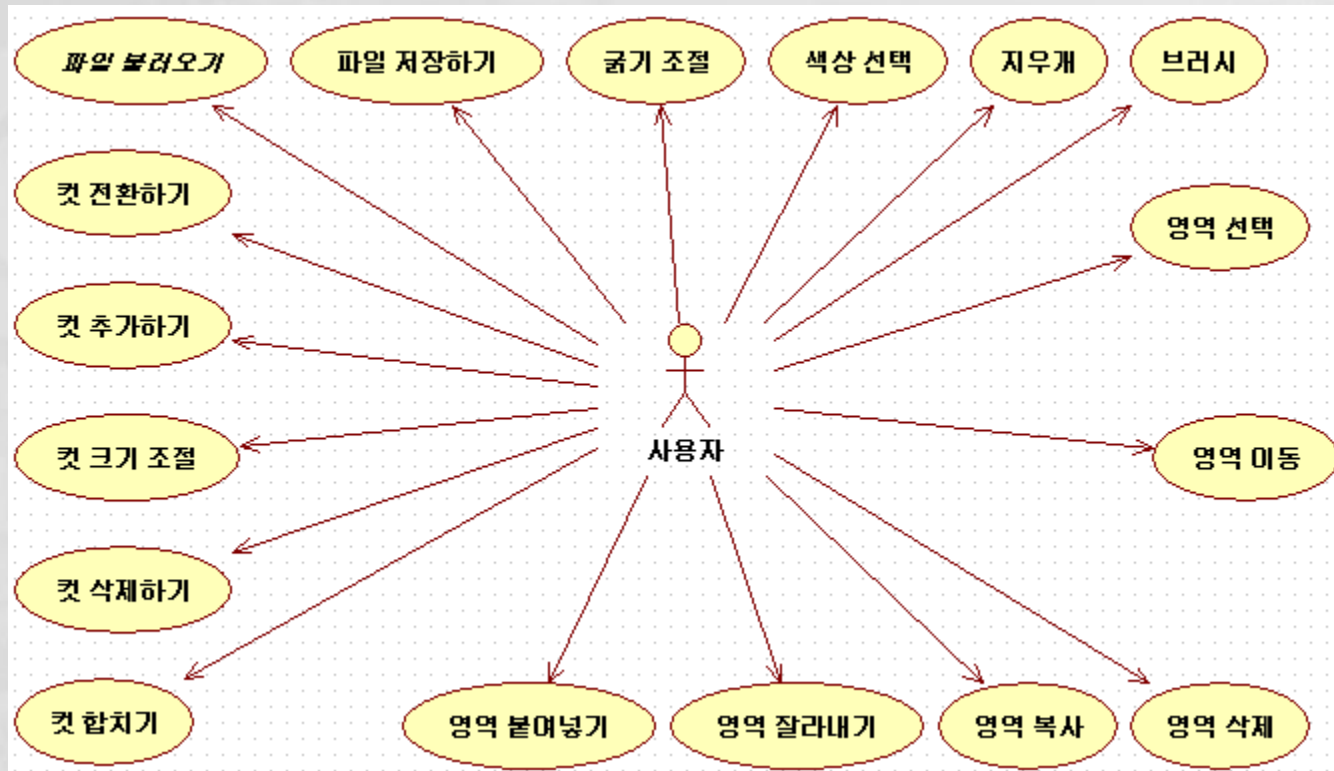 파일 불러오기
파일 저장하기
굵기 조절
색상 선택
지우개
브러시
컷 전환하기
영역 선택
컷 추가하기
컷 크기 조절
사용자
영역 이동
컷 삭제하기
컷 합치기
영역 붙여넣기
영역 잘라내기
영역 복사
영역 삭제